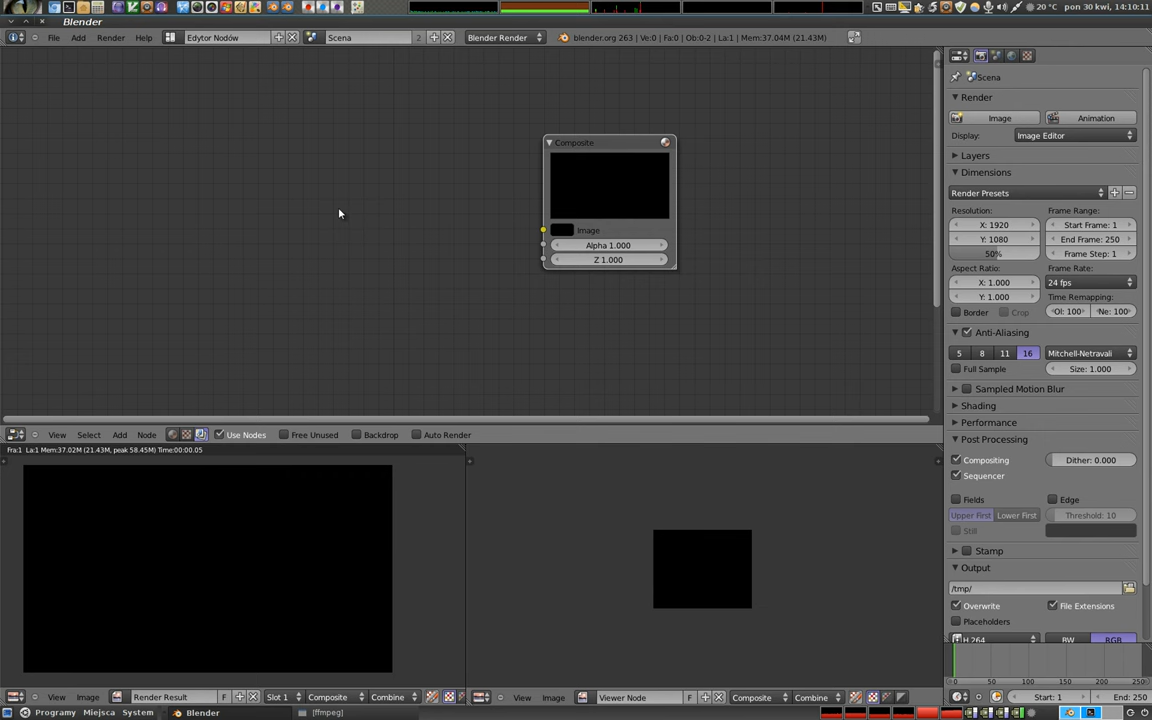 20 °C pon 30 kwi, 14:10:11
Blender
File Add Render Help Edytor Nodów Scena 2 Blender Render blender.org 263 | Ve:0 | Fa:0 | Ob:0-2 | La:1 | Mem:37.04M (21.43M)
Scena
Render
Image Animation
Display: Image Editor
Layers
Dimensions
Render Presets
Resolution: Frame Range:
X: 1920 Start Frame: 1
Y: 1080 End Frame: 250
50% Frame Step: 1
Aspect Ratio: Frame Rate:
X: 1.000 24 fps
Y: 1.000 Time Remapping:
Border Crop Ol: 100 Ne: 100
Anti-Aliasing
5 8 11 16 Mitchell-Netravali
Full Sample Size: 1.000
Sampled Motion Blur
Shading
Performance
Post Processing
Compositing Dither: 0.000
Sequencer
Fields Edge
Upper First Lower First Threshold: 10
Still
Stamp
Output
/tmp/
Overwrite File Extensions
Placeholders
H.264 BW RGB
Composite
Image
Alpha 1.000
Z 1.000
View Select Add Node Use Nodes Free Unused Backdrop Auto Render
Fra:1 La:1 Mem:37.02M (21.43M, peak 58.45M) Time:00:00.05
0 50 100 150 200 250
View Image Render Result F Slot 1 Composite Combine
View Image Viewer Node F Composite Combine
Start: 1 End: 250
Programy Miejsca System Blender [ffmpeg]